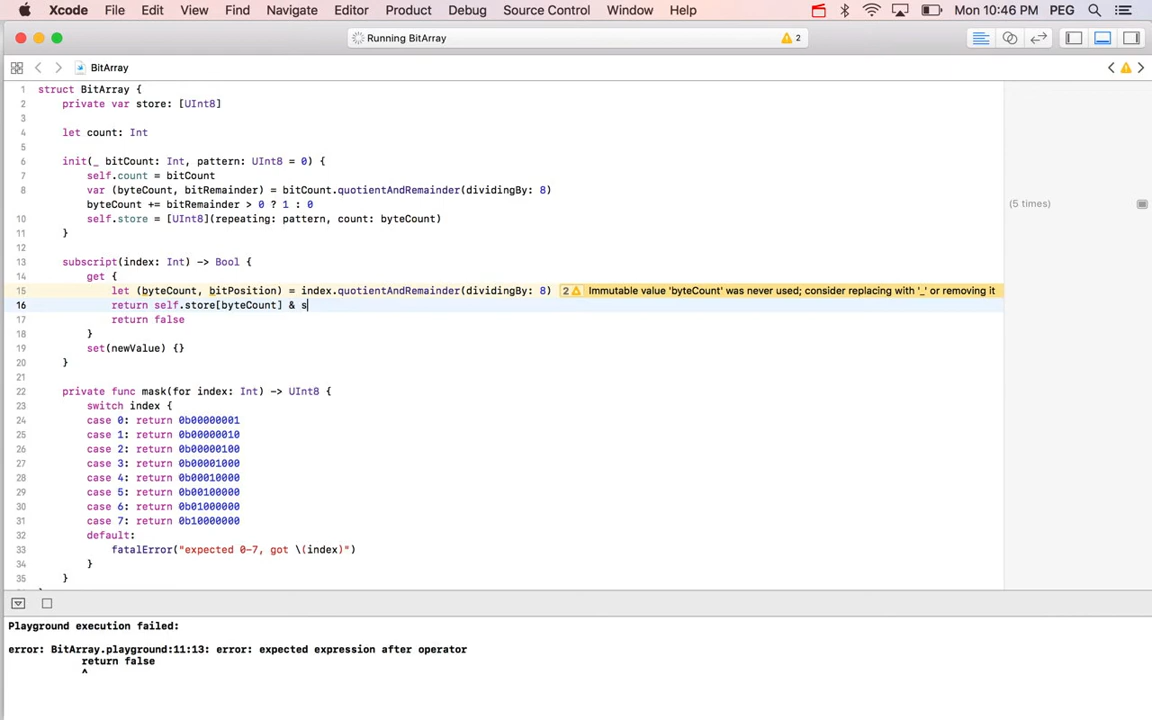 Xcode File Edit View Find Navigate Editor Product Debug Source Control Window Help Mon 10:46 PM PEG
Running BitArray 2
BitArray
1 struct BitArray {
2 private var store: [UInt8]
3
4 let count: Int
5
6 init(_ bitCount: Int, pattern: UInt8 = 0) {
7 self.count = bitCount
8 var (byteCount, bitRemainder) = bitCount.quotientAndRemainder(dividingBy: 8)
byteCount += bitRemainder > 0 ? 1 : 0 (5 times)
10 self.store = [UInt8](repeating: pattern, count: byteCount)
11 }
12
13 subscript(index: Int) -> Bool {
14 get {
15 let (byteCount, bitPosition) = index.quotientAndRemainder(dividingBy: 8) 2 Immutable value 'byteCount' was never used; consider replacing with '_' or removing it
16 return self.store[byteCount] & s
17 return false
18 }
19 set(newValue) {}
20 }
21
22 private func mask(for index: Int) -> UInt8 {
23 switch index {
24 case 0: return 0b00000001
25 case 1: return 0b00000010
26 case 2: return 0b00000100
27 case 3: return 0b00001000
28 case 4: return 0b00010000
29 case 5: return 0b00100000
30 case 6: return 0b01000000
31 case 7: return 0b10000000
32 default:
33 fatalError("expected 0-7, got \(index)")
34 }
35 }
Playground execution failed:
error: BitArray.playground:11:13: error: expected expression after operator
return false
^